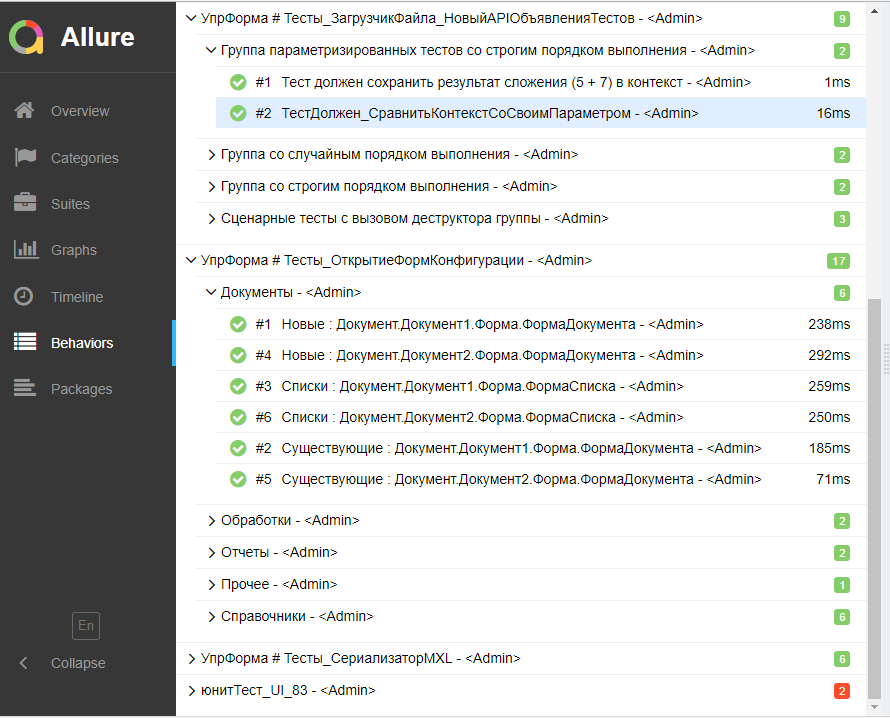 Allure
Overview
Categories
Suites
Graphs
Timeline
Behaviors
Packages
En
Collapse
УпрФорма # Тесты_ЗагрузчикФайла_НовыйAPIОбъявленияТестов - <Admin> 9
Группа параметризированных тестов со строгим порядком выполнения - <Admin> 2
#1 Тест должен сохранить результат сложения (5 + 7) в контекст - <Admin> 1ms
#2 ТестДолжен_СравнитьКонтекстСоСвоимПараметром - <Admin> 16ms
Группа со случайным порядком выполнения - <Admin> 2
Группа со строгим порядком выполнения - <Admin> 2
Сценарные тесты с вызовом деструктора группы - <Admin> 3
УпрФорма # Тесты_ОткрытиеФормКонфигурации - <Admin> 17
Документы - <Admin> 6
#1 Новые : Документ.Документ1.Форма.ФормаДокумента - <Admin> 238ms
#4 Новые : Документ.Документ2.Форма.ФормаДокумента - <Admin> 292ms
#3 Списки : Документ.Документ1.Форма.ФормаСписка - <Admin> 259ms
#6 Списки : Документ.Документ2.Форма.ФормаСписка - <Admin> 250ms
#2 Существующие : Документ.Документ1.Форма.ФормаДокумента - <Admin> 185ms
#5 Существующие : Документ.Документ2.Форма.ФормаДокумента - <Admin> 71ms
Обработки - <Admin> 2
Отчеты - <Admin> 2
Прочее - <Admin> 1
Справочники - <Admin> 6
УпрФорма # Тесты_СериализаторMXL - <Admin> 6
юнитТест_UI_83 - <Admin> 2